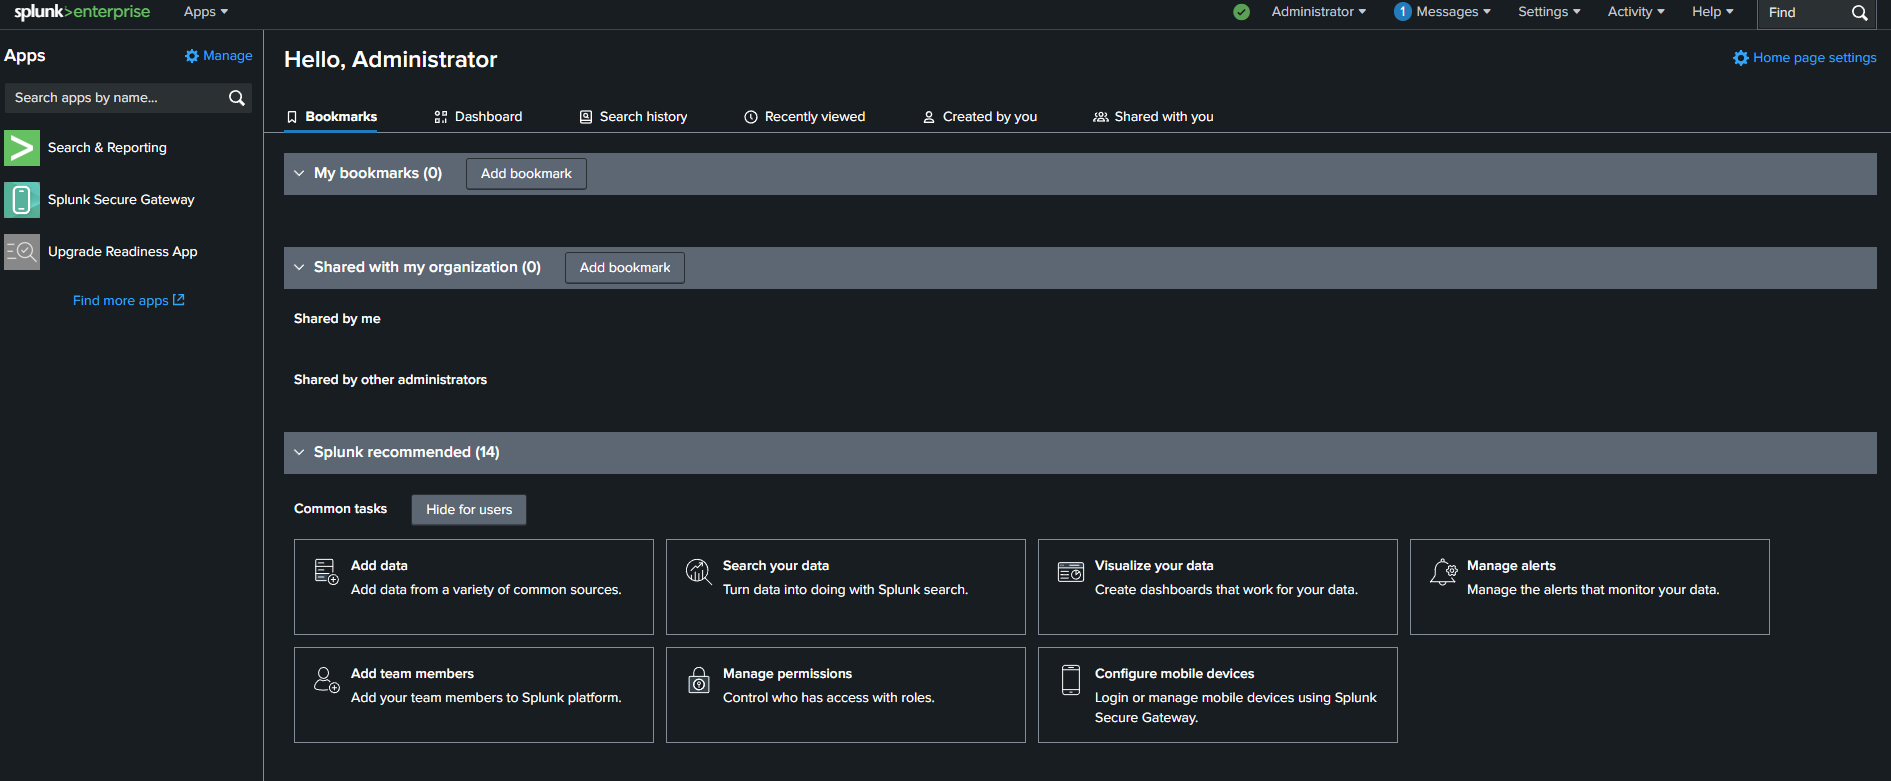 splunk>enterprise Apps Administrator 1 Messages Settings Activity Help Find
Apps Manage
Search apps by name...
Search & Reporting
Splunk Secure Gateway
Upgrade Readiness App
Find more apps
Hello, Administrator Home page settings
Bookmarks Dashboard Search history Recently viewed Created by you Shared with you
My bookmarks (0) Add bookmark
Shared with my organization (0) Add bookmark
Shared by me
Shared by other administrators
Splunk recommended (14)
Common tasks Hide for users
Add data
Add data from a variety of common sources.
Search your data
Turn data into doing with Splunk search.
Visualize your data
Create dashboards that work for your data.
Manage alerts
Manage the alerts that monitor your data.
Add team members
Add your team members to Splunk platform.
Manage permissions
Control who has access with roles.
Configure mobile devices
Login or manage mobile devices using Splunk
Secure Gateway.